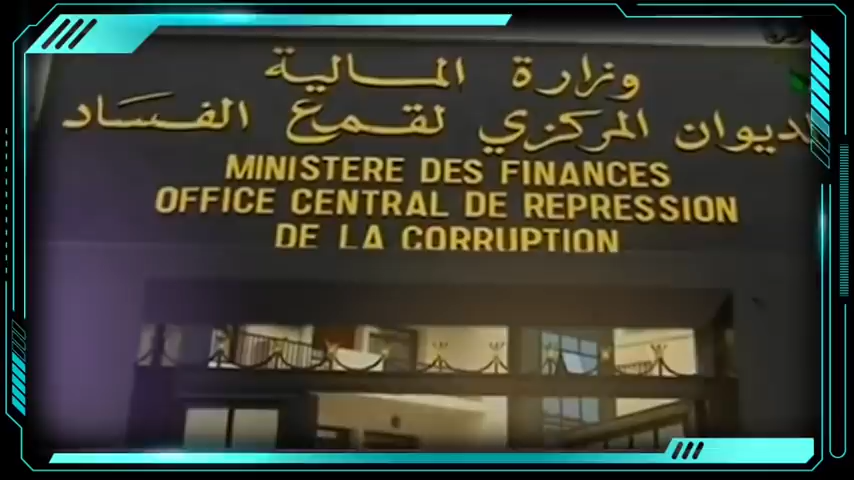 وزارة المالية
الديوان المركزي لقمع الفساد
MINISTERE DES FINANCES
OFFICE CENTRAL DE REPRESSION
DE LA CORRUPTION